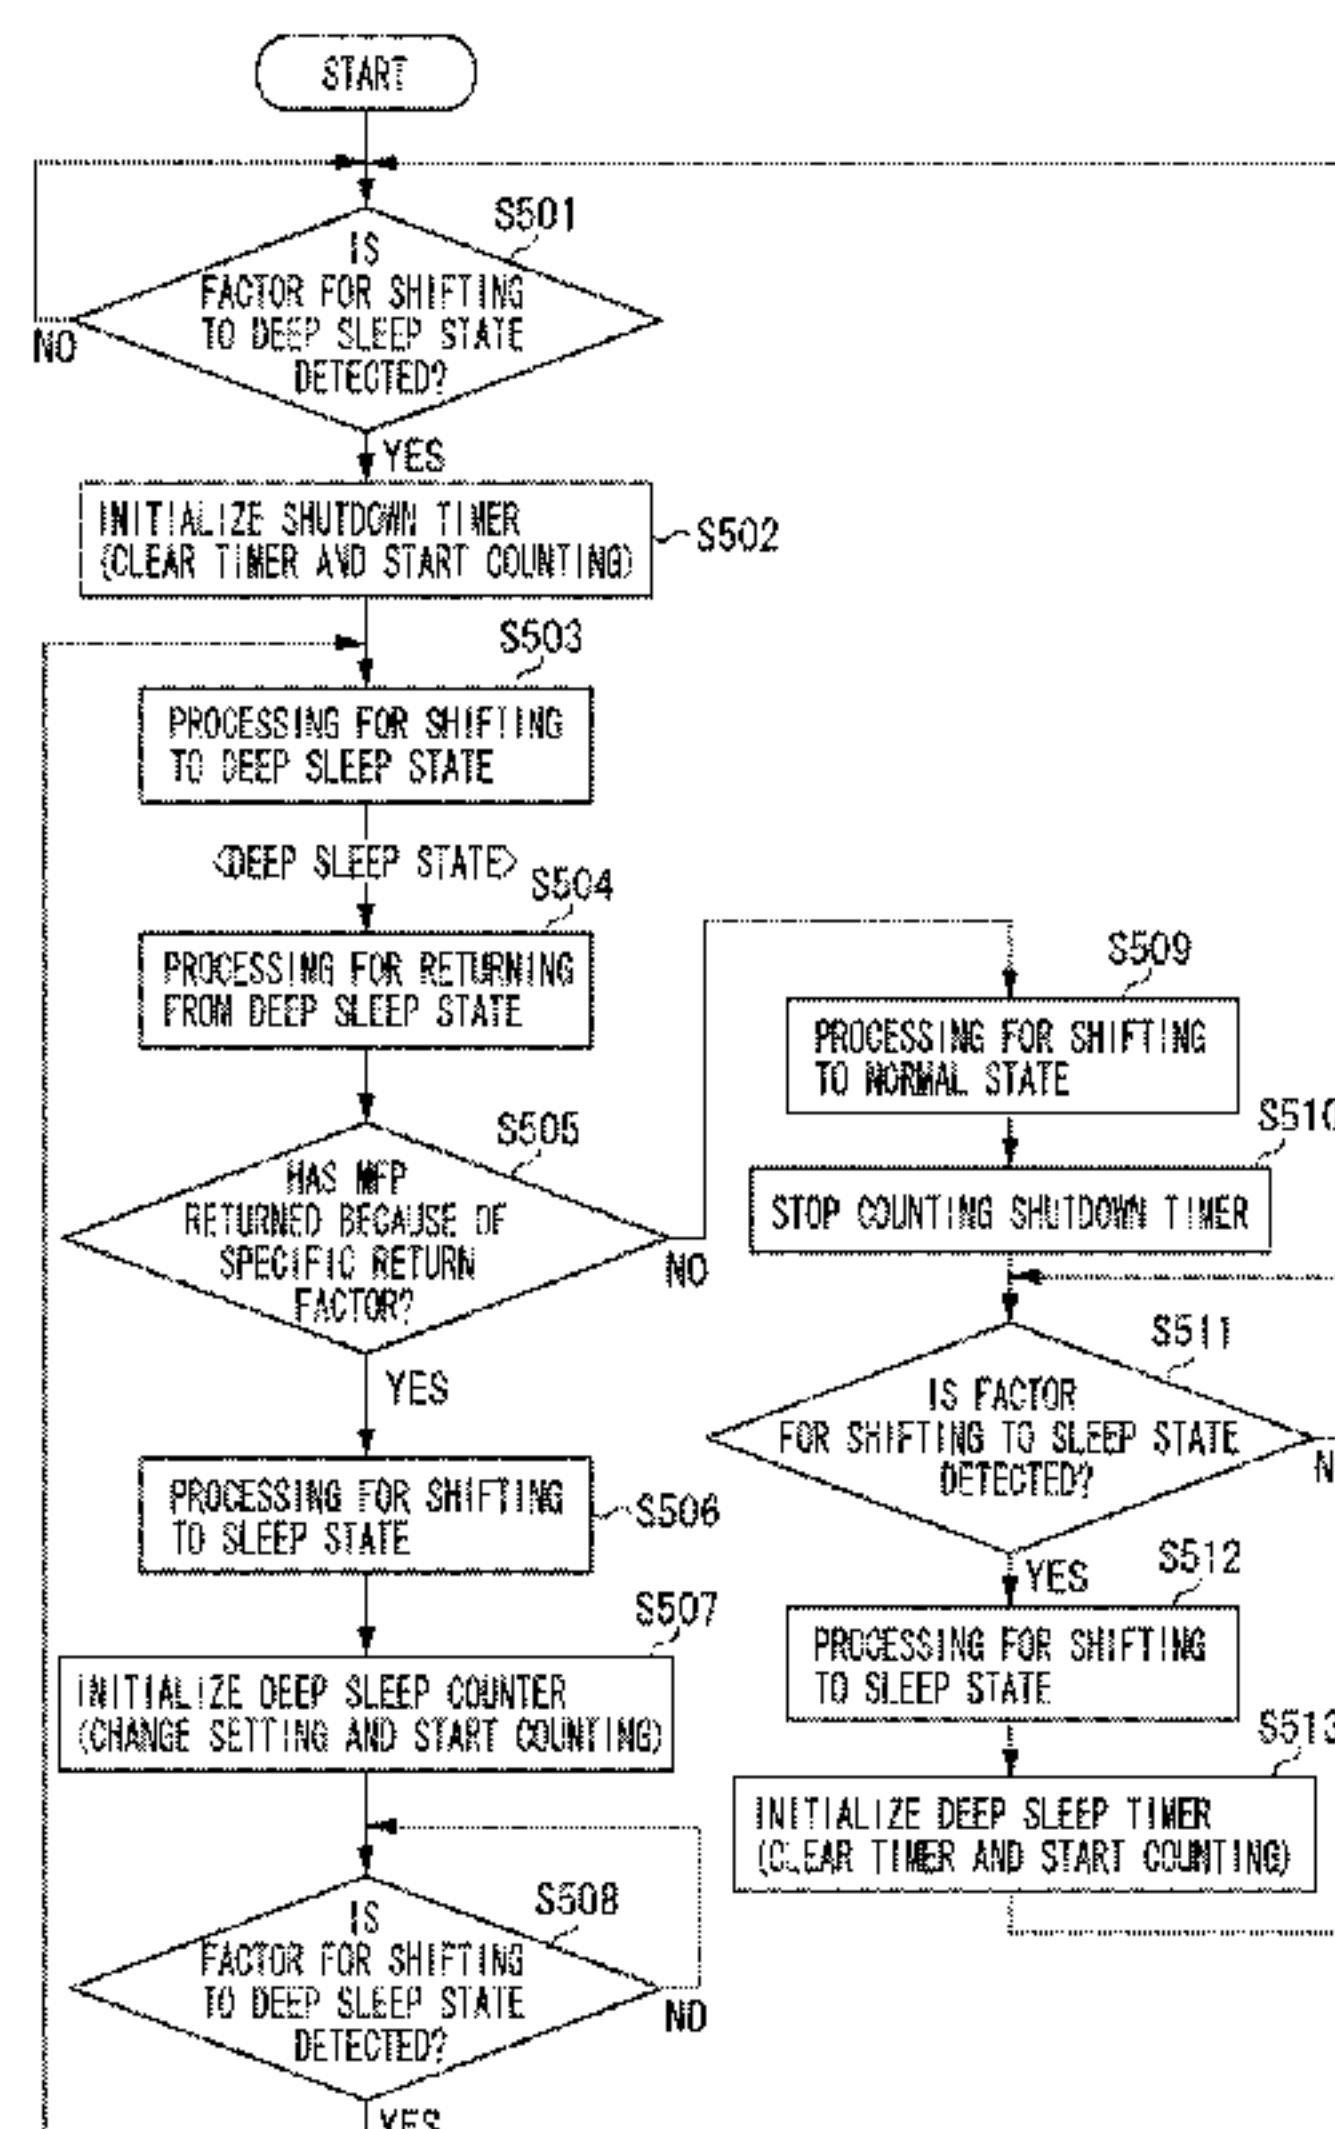 START
S501
IS
FACTOR FOR SHIFTING
TO DEEP SLEEP STATE
DETECTED?
NO
YES
INITIALIZE SHUTDOWN TIMER
(CLEAR TIMER AND START COUNTING)
S502
S503
PROCESSING FOR SHIFTING
TO DEEP SLEEP STATE
<DEEP SLEEP STATE>
S504
PROCESSING FOR RETURNING
FROM DEEP SLEEP STATE
S505
HAS MFP
RETURNED BECAUSE OF
SPECIFIC RETURN
FACTOR?
NO
YES
PROCESSING FOR SHIFTING
TO SLEEP STATE
S506
S507
INITIALIZE DEEP SLEEP COUNTER
(CHANGE SETTING AND START COUNTING)
S508
IS
FACTOR FOR SHIFTING
TO DEEP SLEEP STATE
DETECTED?
NO
YES
S509
PROCESSING FOR SHIFTING
TO NORMAL STATE
S510
STOP COUNTING SHUTDOWN TIMER
S511
IS FACTOR
FOR SHIFTING TO SLEEP STATE
DETECTED?
N
YES
S512
PROCESSING FOR SHIFTING
TO SLEEP STATE
S513
INITIALIZE DEEP SLEEP TIMER
(CLEAR TIMER AND START COUNTING)